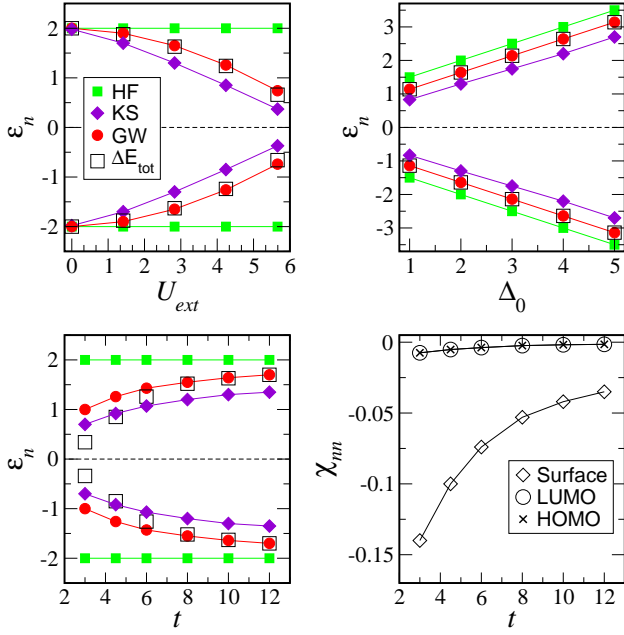 2
1
0
-1
-2
ε_n
HF
KS
GW
ΔE_tot
0 1 2 3 4 5 6
U_ext
3
2
1
0
-1
-2
-3
ε_n
1 2 3 4 5
Δ_0
2
1
0
-1
-2
ε_n
2 4 6 8 10 12
t
0
-0.05
-0.1
-0.15
χ_nn
Surface
LUMO
HOMO
2 4 6 8 10 12
t